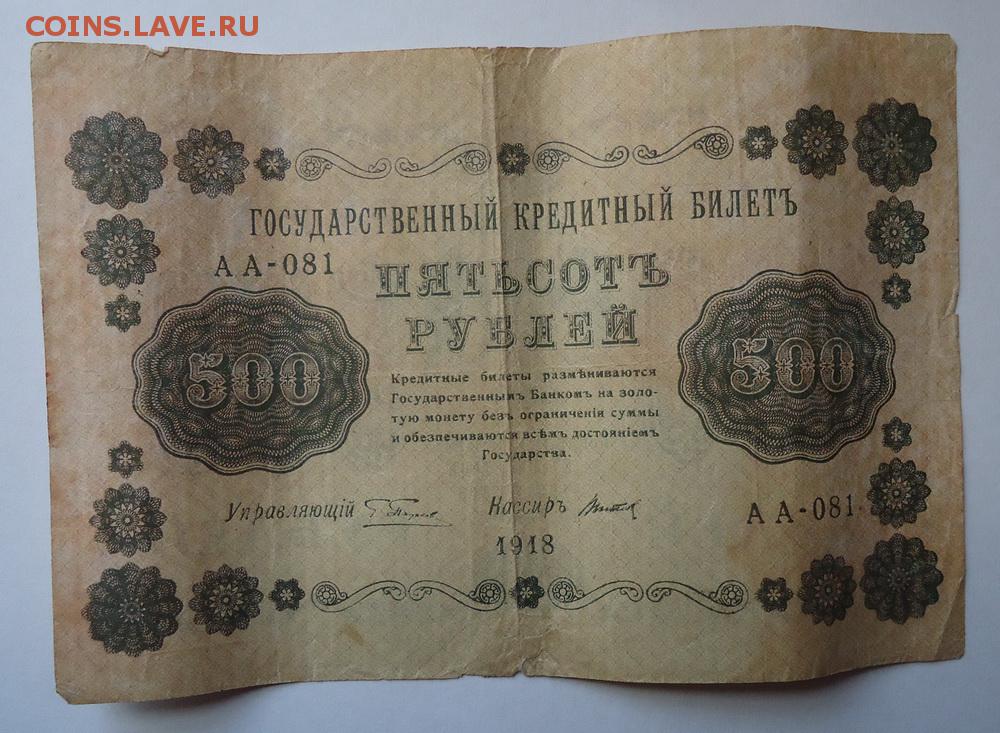 COINS.LAVE.RU
ГОСУДАРСТВЕННЫЙ КРЕДИТНЫЙ БИЛЕТЪ
АА-081
ПЯТЬСОТЪ
РУБЛЕЙ
500
500
Кредитные билеты размѣниваются
Государственнымъ Банкомъ на золо-
тую монету безъ ограниченія суммы
и обезпечиваются всѣмъ достояніемъ
Государства.
Управляющій
Кассиръ
АА-081
1918